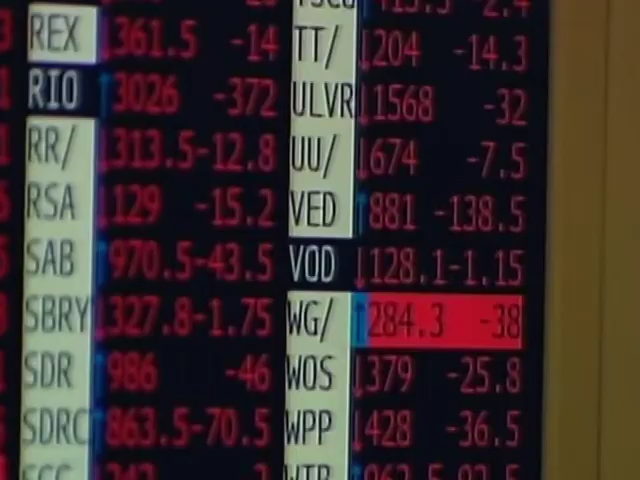 REX ↓361.5 -14
RIO ↑3026 -372
RR/ ↓313.5-12.8
RSA ↓129 -15.2
SAB ↑970.5-43.5
SBRY↓327.8-1.75
SDR ↑986 -46
SDRC↑863.5-70.5
TT/ ↓204 -14.3
ULVR↓1568 -32
UU/ ↓674 -7.5
VED ↑881 -138.5
VOD ↓128.1-1.15
WG/ ↑284.3 -38
WOS ↓379 -25.8
WPP ↓428 -36.5